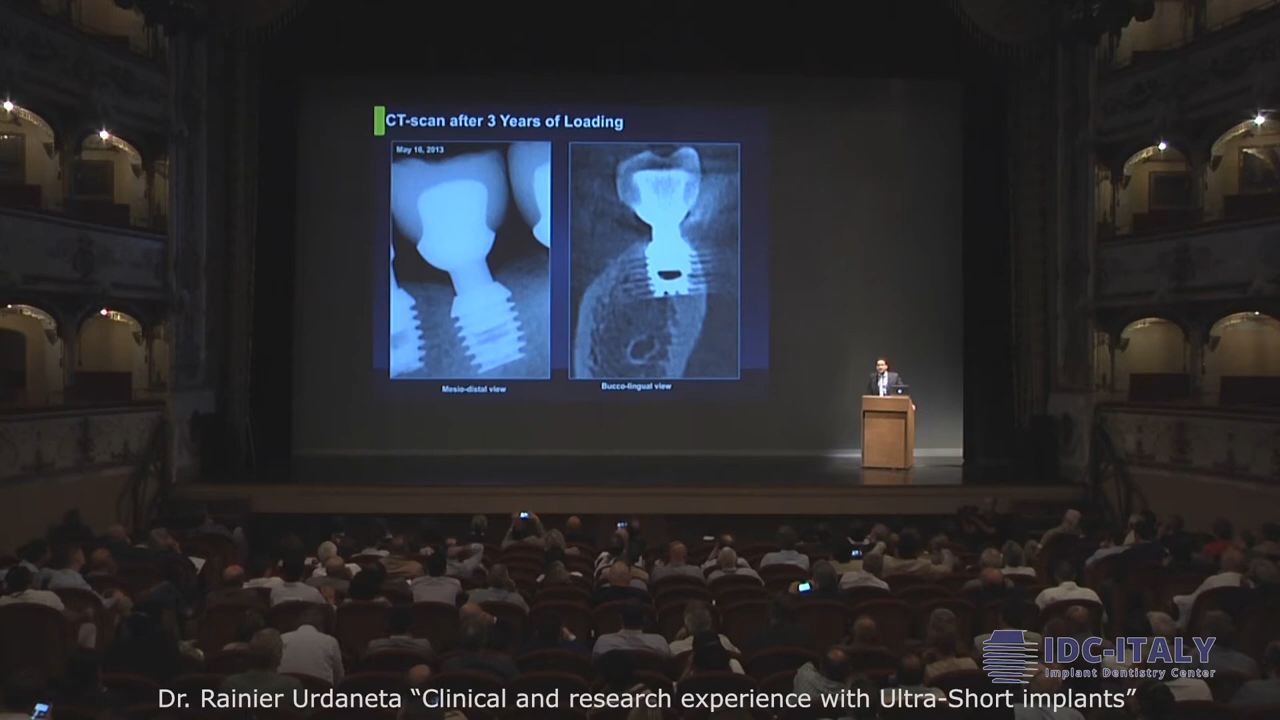 CT-scan after 3 Years of Loading
May 16, 2013
Mesio-distal view
Bucco-lingual view
IDC-ITALY
Implant Dentistry Center
Dr. Rainier Urdaneta “Clinical and research experience with Ultra-Short implants”